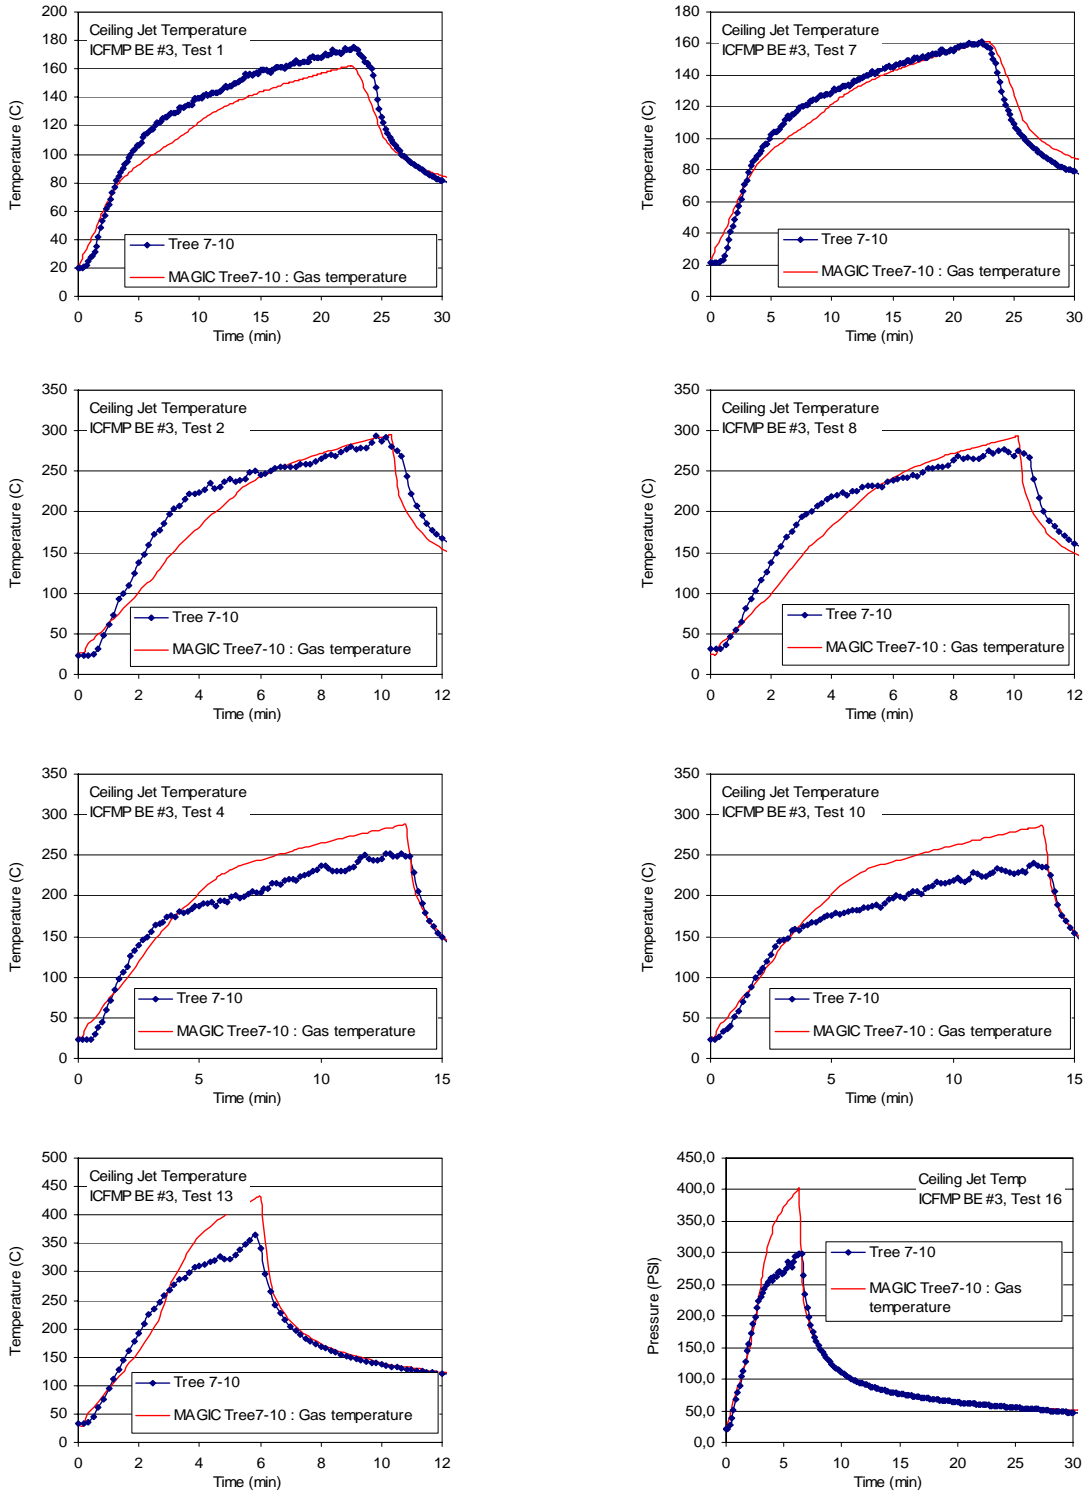 Ceiling Jet Temperature
ICFMP BE #3, Test 1
Temperature (C)
200
180
160
140
120
100
80
60
40
20
0
Tree 7-10
MAGIC Tree7-10 : Gas temperature
0 5 10 15 20 25 30
Time (min)
Ceiling Jet Temperature
ICFMP BE #3, Test 7
Temperature (C)
180
160
140
120
100
80
60
40
20
0
Tree 7-10
MAGIC Tree7-10 : Gas temperature
0 5 10 15 20 25 30
Time (min)
Ceiling Jet Temperature
ICFMP BE #3, Test 2
Temperature (C)
350
300
250
200
150
100
50
0
Tree 7-10
MAGIC Tree7-10 : Gas temperature
0 2 4 6 8 10 12
Time (min)
Ceiling Jet Temperature
ICFMP BE #3, Test 8
Temperature (C)
350
300
250
200
150
100
50
0
Tree 7-10
MAGIC Tree7-10 : Gas temperature
0 2 4 6 8 10 12
Time (min)
Ceiling Jet Temperature
ICFMP BE #3, Test 4
Temperature (C)
350
300
250
200
150
100
50
0
Tree 7-10
MAGIC Tree7-10 : Gas temperature
0 5 10 15
Time (min)
Ceiling Jet Temperature
ICFMP BE #3, Test 10
Temperature (C)
350
300
250
200
150
100
50
0
Tree 7-10
MAGIC Tree7-10 : Gas temperature
0 5 10 15
Time (min)
Ceiling Jet Temperature
ICFMP BE #3, Test 13
Temperature (C)
500
450
400
350
300
250
200
150
100
50
0
Tree 7-10
MAGIC Tree7-10 : Gas temperature
0 2 4 6 8 10 12
Time (min)
Ceiling Jet Temp
ICFMP BE #3, Test 16
Pressure (PSI)
450,0
400,0
350,0
300,0
250,0
200,0
150,0
100,0
50,0
0,0
Tree 7-10
MAGIC Tree7-10 : Gas
temperature
0 5 10 15 20 25 30
Time (min)